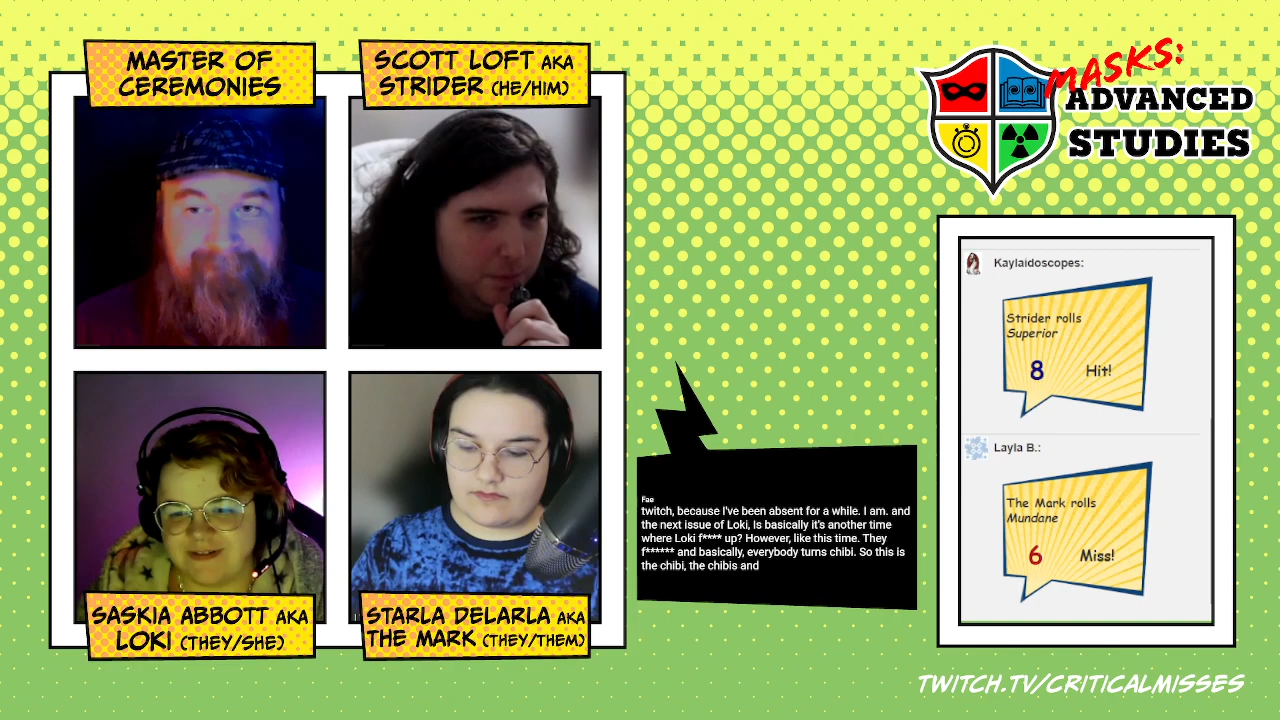 MASTER OF
CEREMONIES
SCOTT LOFT AKA
STRIDER (HE/HIM)
SASKIA ABBOTT AKA
LOKI (THEY/SHE)
STARLA DELARLA AKA
THE MARK (THEY/THEM)
Fae
twitch, because I've been absent for a while. I am. and
the next issue of Loki, Is basically it's another time
where Loki f**** up? However, like this time. They
f****** and basically, everybody turns chibi. So this is
the chibi, the chibis and
MASKS:
ADVANCED
STUDIES
Kaylaidoscopes:
Strider rolls
Superior
8 Hit!
Layla B.:
The Mark rolls
Mundane
6 Miss!
TWITCH.TV/CRITICALMISSES